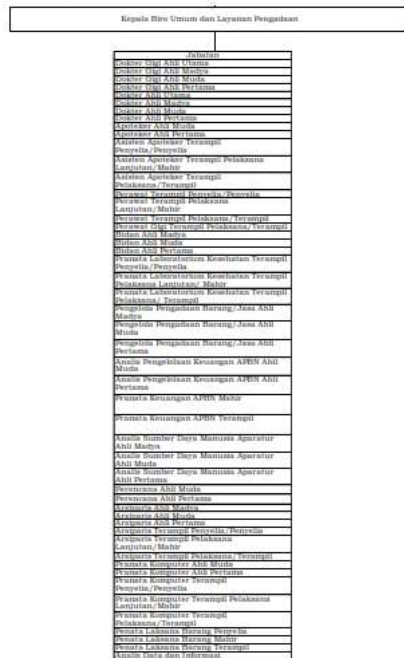 Kepala Biro Umum dan Layanan Pengadaan
Jabatan
Dokter Gigi Ahli Utama
Dokter Gigi Ahli Madya
Dokter Gigi Ahli Muda
Dokter Gigi Ahli Pertama
Dokter Ahli Utama
Dokter Ahli Madya
Dokter Ahli Muda
Dokter Ahli Pertama
Apoteker Ahli Muda
Apoteker Ahli Pertama
Asisten Apoteker Terampil
Penyelia/Penyelia
Asisten Apoteker Terampil Pelaksana
Lanjutan/Mahir
Asisten Apoteker Terampil
Pelaksana/Terampil
Perawat Terampil Penyelia/Penyelia
Perawat Terampil Pelaksana
Lanjutan/Mahir
Perawat Terampil Pelaksana/Terampil
Perawat Gigi Terampil Pelaksana/Terampil
Bidan Ahli Madya
Bidan Ahli Muda
Bidan Ahli Pertama
Pranata Laboratorium Kesehatan Terampil
Penyelia/Penyelia
Pranata Laboratorium Kesehatan Terampil
Pelaksana Lanjutan/ Mahir
Pranata Laboratorium Kesehatan Terampil
Pelaksana/ Terampil
Pengelola Pengadaan Barang/Jasa Ahli
Madya
Pengelola Pengadaan Barang/Jasa Ahli
Muda
Pengelola Pengadaan Barang/Jasa Ahli
Pertama
Analis Pengelolaan Keuangan APBN Ahli
Muda
Analis Pengelolaan Keuangan APBN Ahli
Pertama
Pranata Keuangan APBN Mahir
Pranata Keuangan APBN Terampil
Analis Sumber Daya Manusia Aparatur
Ahli Madya
Analis Sumber Daya Manusia Aparatur
Ahli Muda
Analis Sumber Daya Manusia Aparatur
Ahli Pertama
Perencana Ahli Muda
Perencana Ahli Pertama
Arsiparis Ahli Madya
Arsiparis Ahli Muda
Arsiparis Ahli Pertama
Arsiparis Terampil Penyelia/Penyelia
Arsiparis Terampil Pelaksana
Lanjutan/Mahir
Arsiparis Terampil Pelaksana/Terampil
Pranata Komputer Ahli Muda
Pranata Komputer Ahli Pertama
Pranata Komputer Terampil
Penyelia/Penyelia
Pranata Komputer Terampil Pelaksana
Lanjutan/Mahir
Pranata Komputer Terampil
Pelaksana/Terampil
Penata Laksana Barang Penyelia
Penata Laksana Barang Mahir
Penata Laksana Barang Terampil
Analis Data dan Informasi